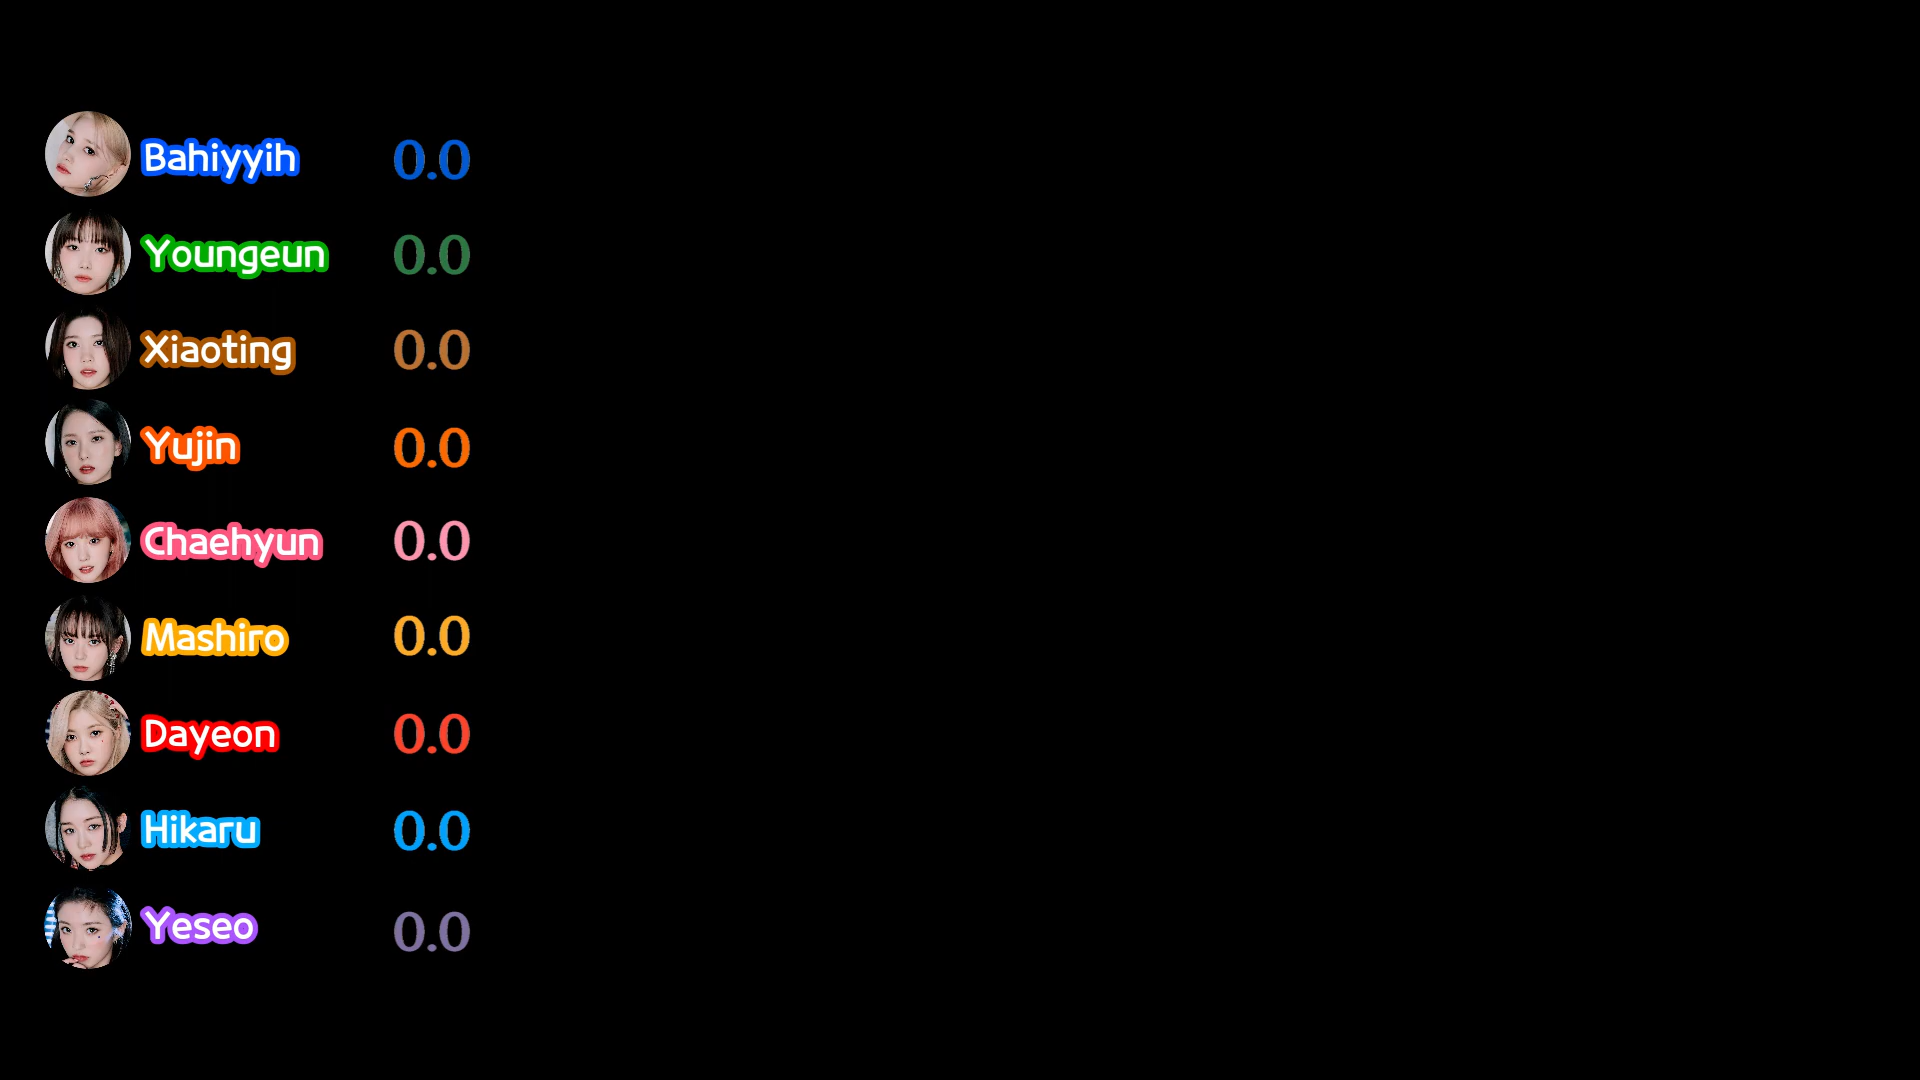 Bahiyyih 0.0
Youngeun 0.0
Xiaoting 0.0
Yujin 0.0
Chaehyun 0.0
Mashiro 0.0
Dayeon 0.0
Hikaru 0.0
Yeseo 0.0